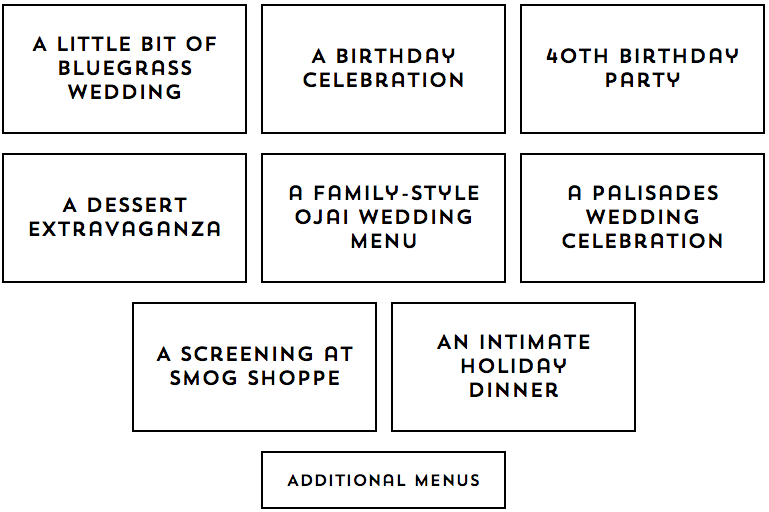 A LITTLE BIT OF
BLUEGRASS
WEDDING
A BIRTHDAY
CELEBRATION
40TH BIRTHDAY
PARTY
A DESSERT
EXTRAVAGANZA
A FAMILY-STYLE
OJAI WEDDING
MENU
A PALISADES
WEDDING
CELEBRATION
A SCREENING AT
SMOG SHOPPE
AN INTIMATE
HOLIDAY
DINNER
ADDITIONAL MENUS